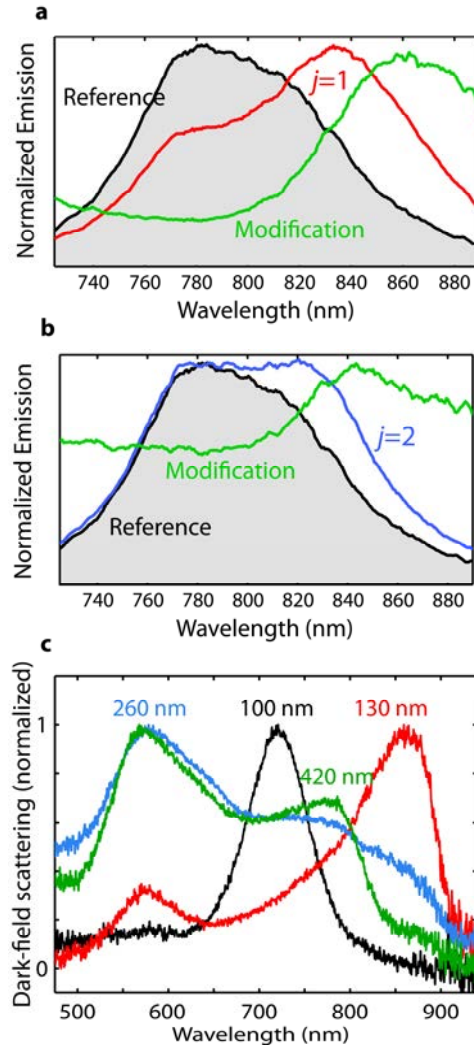 a
Normalized Emission
Reference
j=1
Modification
740 760 780 800 820 840 860 880
Wavelength (nm)
b
Normalized Emission
j=2
Modification
Reference
740 760 780 800 820 840 860 880
Wavelength (nm)
c
Dark-field scattering (normalized)
1
0
260 nm 100 nm 130 nm
420 nm
500 600 700 800 900
Wavelength (nm)